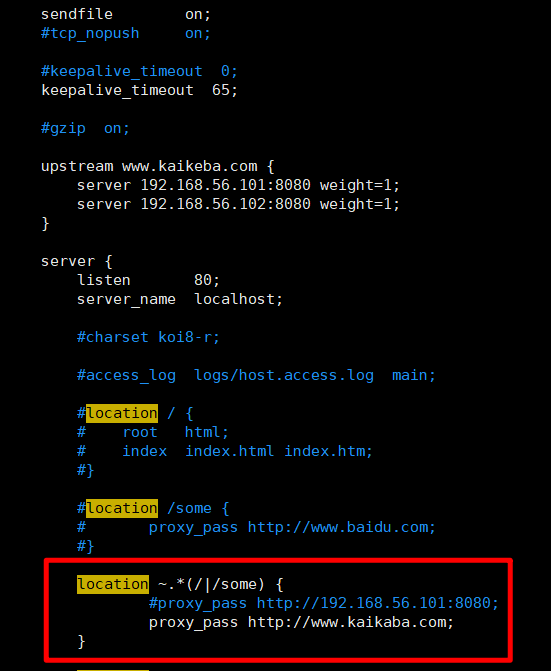 sendfile        on;
#tcp_nopush     on;
#keepalive_timeout  0;
keepalive_timeout  65;
#gzip  on;
upstream www.kaikeba.com {
    server 192.168.56.101:8080 weight=1;
    server 192.168.56.102:8080 weight=1;
}
server {
    listen       80;
    server_name  localhost;
    #charset koi8-r;
    #access_log  logs/host.access.log  main;
    #location / {
    #    root   html;
    #    index  index.html index.htm;
    #}
    #location /some {
    #       proxy_pass http://www.baidu.com;
    #}
    location ~.*(/|/some) {
            #proxy_pass http://192.168.56.101:8080;
            proxy_pass http://www.kaikaba.com;
    }